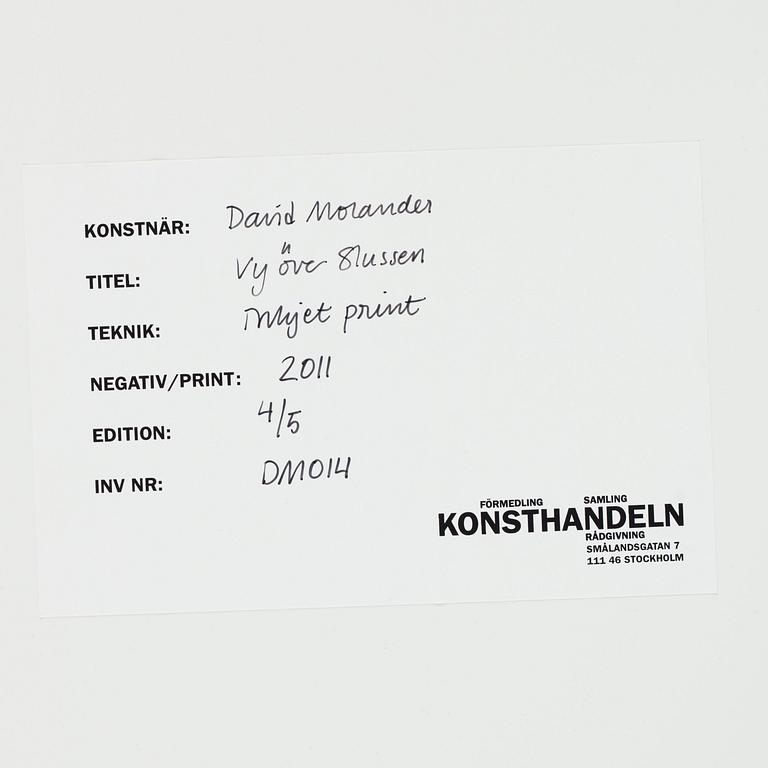 KONSTNÄR: David Molander
TITEL: Vy över Slussen
TEKNIK: Inkjet print
NEGATIV/PRINT: 2011
EDITION: 4/5
INV NR: DM014
FÖRMEDLING SAMLING
KONSTHANDELN
RÅDGIVNING
SMÅLANDSGATAN 7
111 46 STOCKHOLM